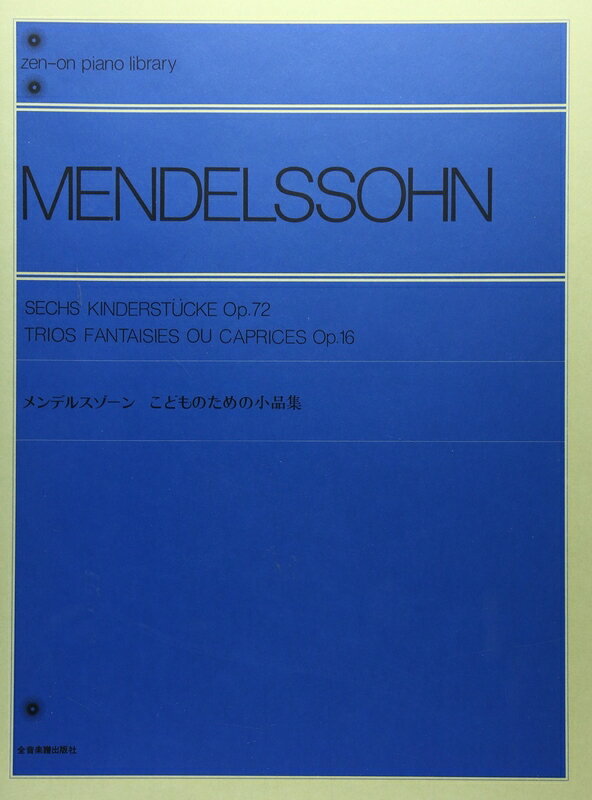 zen-on piano library
MENDELSSOHN
SECHS KINDERSTÜCKE Op.72
TRIOS FANTAISIES OU CAPRICES Op.16
メンデルスゾーン こどものための小品集
全音楽譜出版社